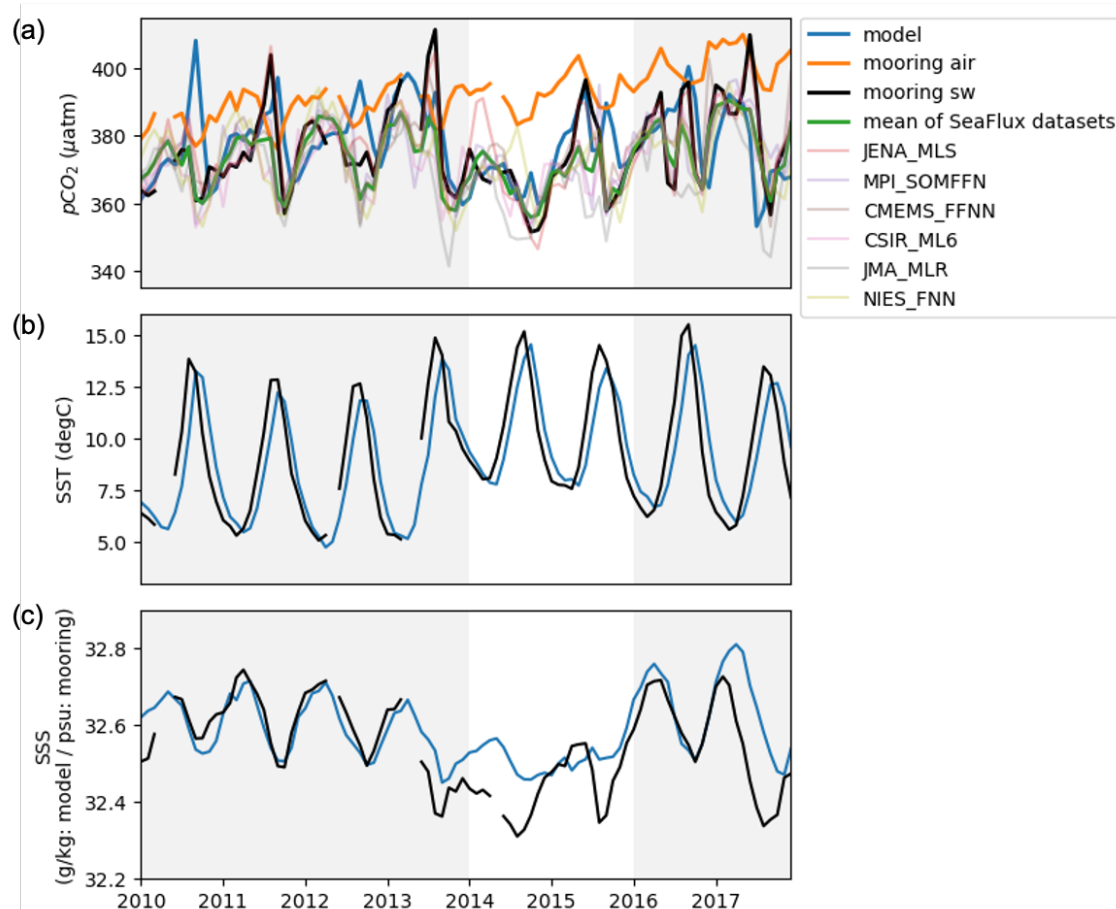 (a)
400
380
360
340
pCO₂ (µatm)
model
mooring air
mooring sw
mean of SeaFlux datasets
JENA_MLS
MPI_SOMFFN
CMEMS_FFNN
CSIR_ML6
JMA_MLR
NIES_FNN
(b)
15.0
12.5
10.0
7.5
5.0
SST (degC)
(c)
32.8
32.6
32.4
32.2
SSS
(g/kg: model / psu: mooring)
2010 2011 2012 2013 2014 2015 2016 2017